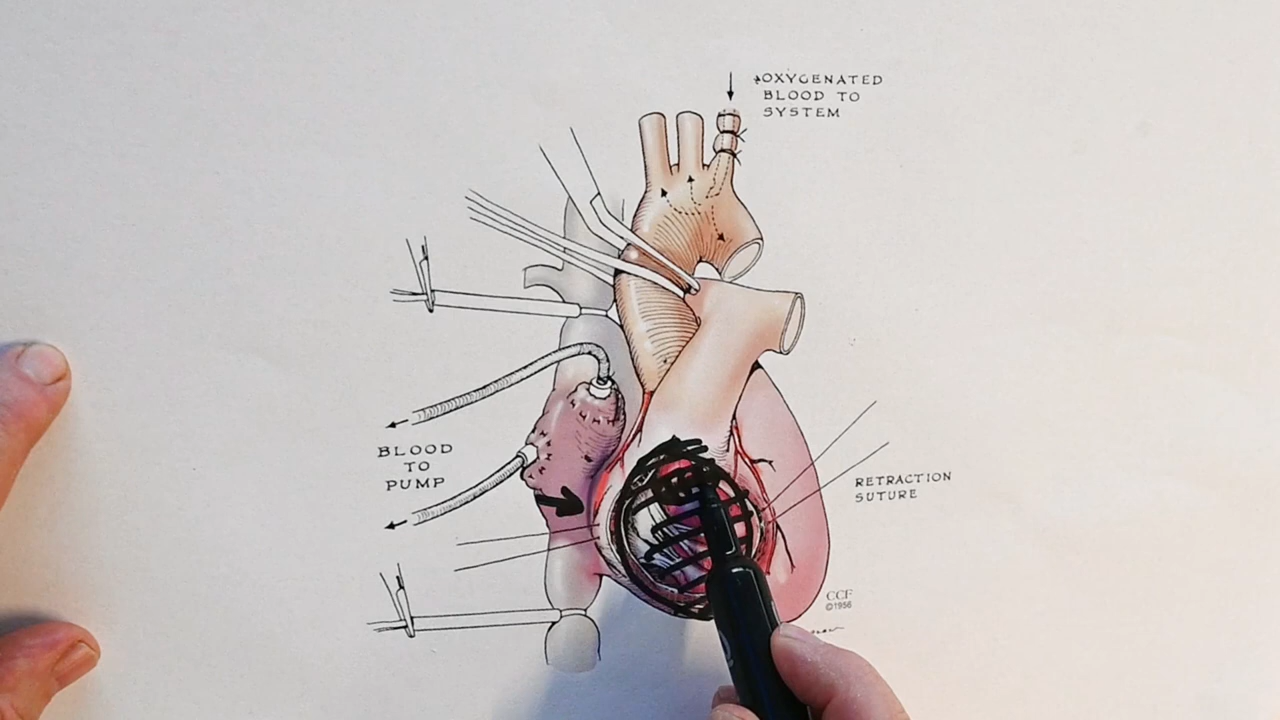 OXYGENATED
BLOOD TO
SYSTEM
BLOOD
TO
PUMP
RETRACTION
SUTURE
CCF
©1956